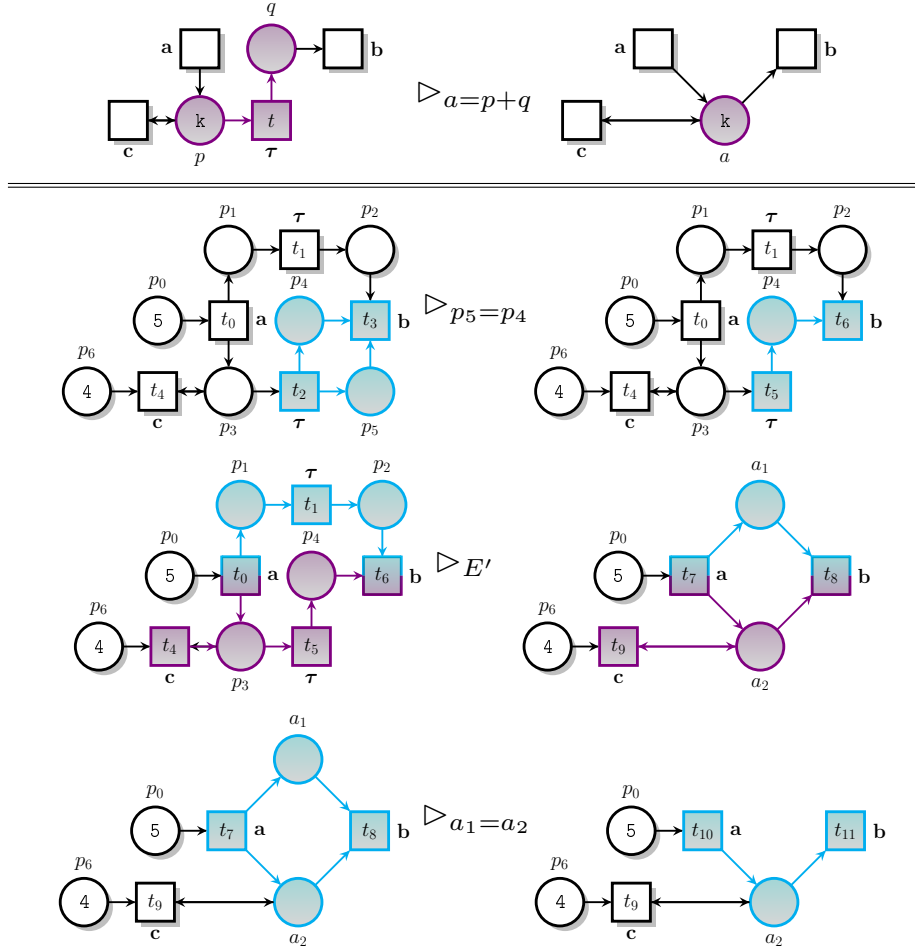 q
a b
k t ▷a=p+q k
c p τ c a
a b
p₁ τ p₂ p₁ τ p₂
t₁ t₁
p₀ p₄ p₀ p₄
5 t₀ a t₃ b ▷p₅=p₄ 5 t₀ a t₆ b
p₆ p₆
4 t₄ t₂ 4 t₄ t₅
c p₃ τ p₅ c p₃ τ
p₁ τ p₂ a₁
t₁
p₀ p₄ p₀
5 t₀ a t₆ b ▷E′ 5 t₇ a t₈ b
p₆ p₆
4 t₄ t₅ 4 t₉
c p₃ τ c a₂
a₁
p₀ p₀
5 t₇ a t₈ b ▷a₁=a₂ 5 t₁₀ a t₁₁ b
p₆ p₆
4 t₉ 4 t₉
c a₂ c a₂